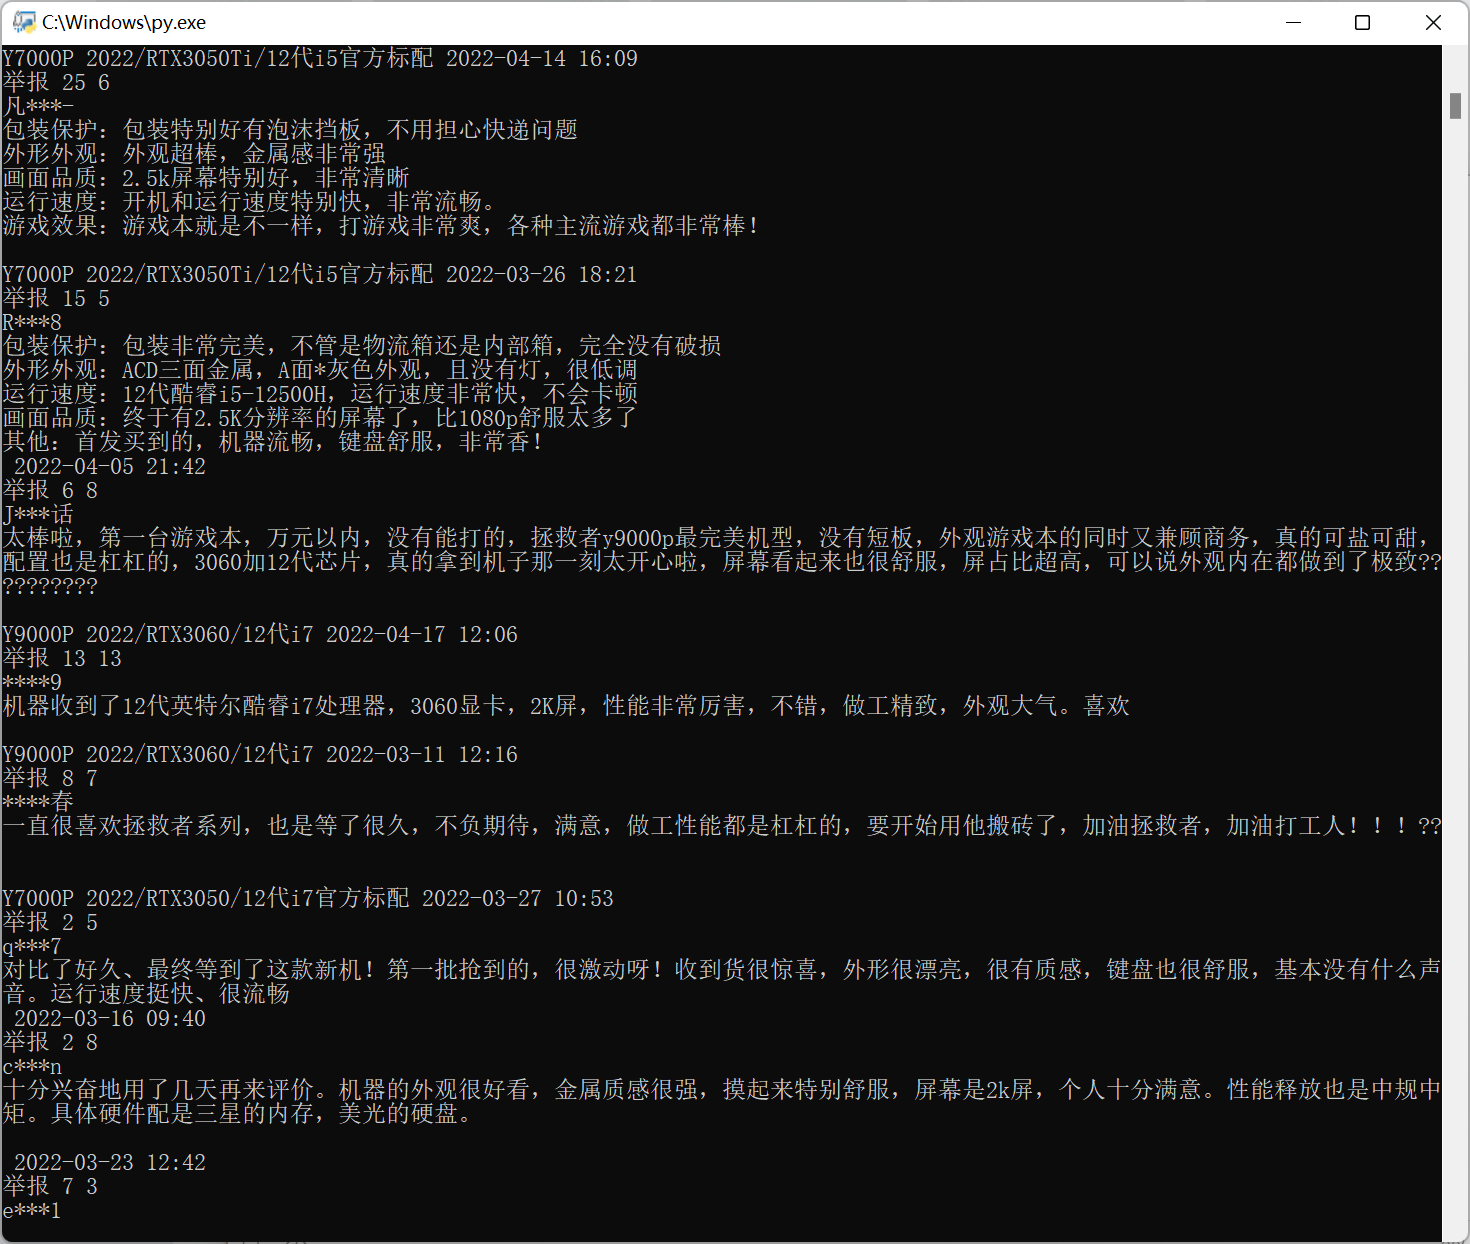 C:\Windows\py.exe
Y7000P 2022/RTX3050Ti/12代i5官方标配 2022-04-14 16:09
举报 25 6
凡***-
包装保护：包装特别好有泡沫挡板，不用担心快递问题
外形外观：外观超棒，金属感非常强
画面品质：2.5k屏幕特别好，非常清晰
运行速度：开机和运行速度特别快，非常流畅。
游戏效果：游戏本就是不一样，打游戏非常爽，各种主流游戏都非常棒！
Y7000P 2022/RTX3050Ti/12代i5官方标配 2022-03-26 18:21
举报 15 5
R***8
包装保护：包装非常完美，不管是物流箱还是内部箱，完全没有破损
外形外观：ACD三面金属，A面*灰色外观，且没有灯，很低调
运行速度：12代酷睿i5-12500H，运行速度非常快，不会卡顿
画面品质：终于有2.5K分辨率的屏幕了，比1080p舒服太多了
其他：首发买到的，机器流畅，键盘舒服，非常香！
2022-04-05 21:42
举报 6 8
J***话
太棒啦，第一台游戏本，万元以内，没有能打的，拯救者y9000p最完美机型，没有短板，外观游戏本的同时又兼顾商务，真的可盐可甜，
配置也是杠杠的，3060加12代芯片，真的拿到机子那一刻太开心啦，屏幕看起来也很舒服，屏占比超高，可以说外观内在都做到了极致??
????????
Y9000P 2022/RTX3060/12代i7 2022-04-17 12:06
举报 13 13
****9
机器收到了12代英特尔酷睿i7处理器，3060显卡，2K屏，性能非常厉害，不错，做工精致，外观大气。喜欢
Y9000P 2022/RTX3060/12代i7 2022-03-11 12:16
举报 8 7
****春
一直很喜欢拯救者系列，也是等了很久，不负期待，满意，做工性能都是杠杠的，要开始用他搬砖了，加油拯救者，加油打工人！！！??
Y7000P 2022/RTX3050/12代i7官方标配 2022-03-27 10:53
举报 2 5
q***7
对比了好久、最终等到了这款新机！第一批抢到的，很激动呀！收到货很惊喜，外形很漂亮，很有质感，键盘也很舒服，基本没有什么声
音。运行速度挺快、很流畅
2022-03-16 09:40
举报 2 8
c***n
十分兴奋地用了几天再来评价。机器的外观很好看，金属质感很强，摸起来特别舒服，屏幕是2k屏，个人十分满意。性能释放也是中规中
矩。具体硬件配是三星的内存，美光的硬盘。
2022-03-23 12:42
举报 7 3
e***1